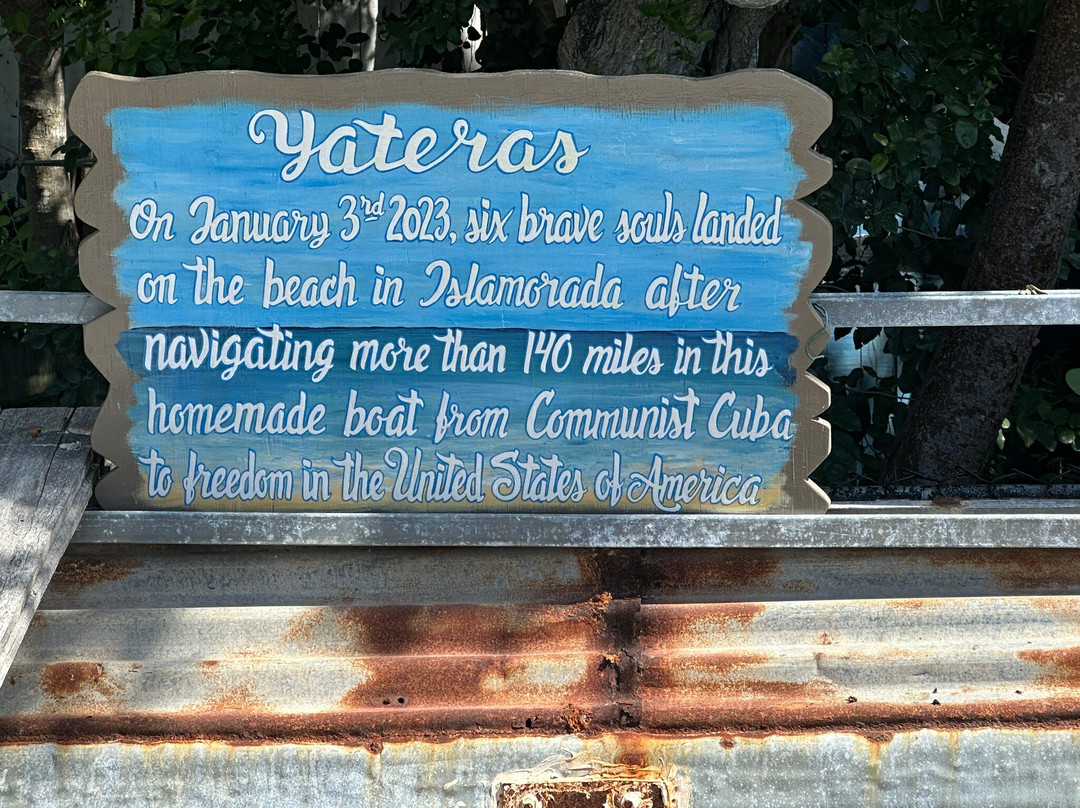 Yateras
On January 3rd 2023, six brave souls landed
on the beach in Islamorada after
navigating more than 140 miles in this
homemade boat from Communist Cuba
to freedom in the United States of America